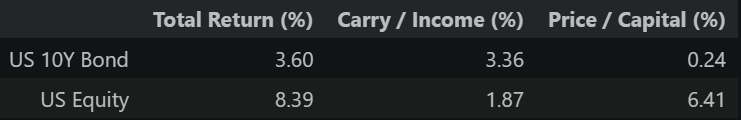 Total Return (%) Carry / Income (%) Price / Capital (%)
US 10Y Bond 3.60 3.36 0.24
US Equity 8.39 1.87 6.41